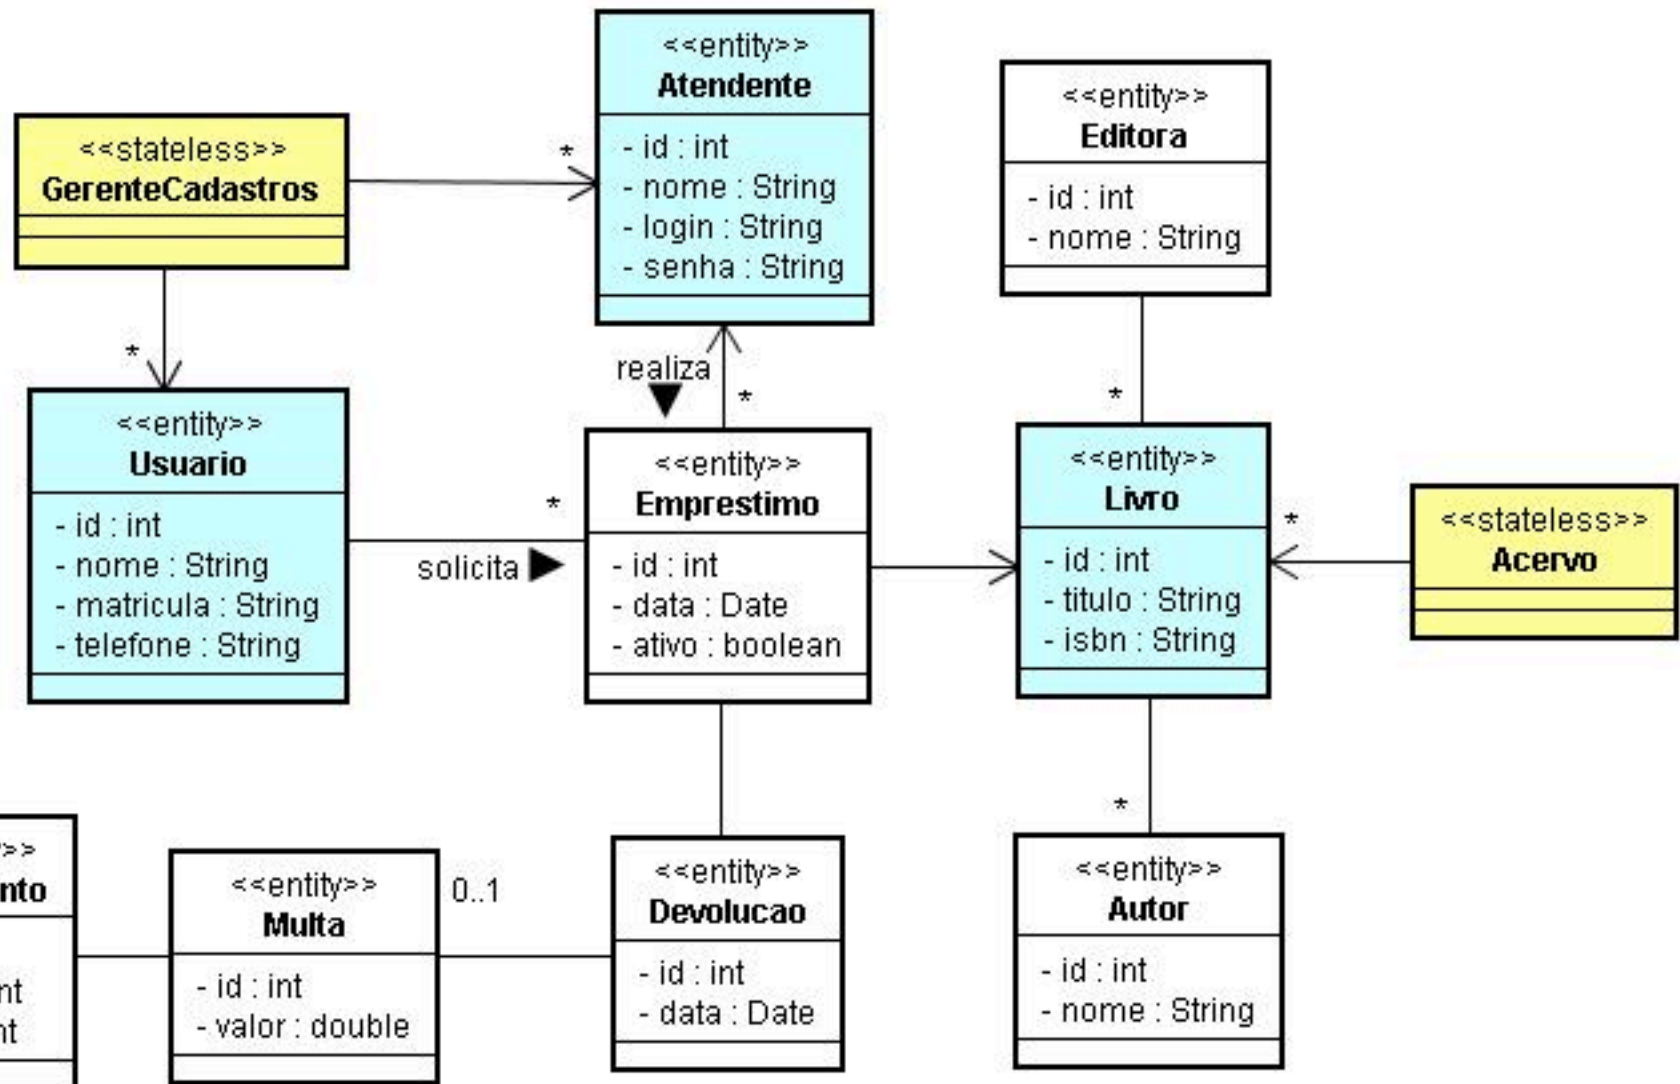 <<entity>>
Atendente
- id : int
- nome : String
- login : String
- senha : String
<<entity>>
Editora
- id : int
- nome : String
<<stateless>>
GerenteCadastros
*
*
realiza
*
*
<<entity>>
Usuario
- id : int
- nome : String
- matricula : String
- telefone : String
*
solicita
<<entity>>
Emprestimo
- id : int
- data : Date
- ativo : boolean
<<entity>>
Livro
- id : int
- titulo : String
- isbn : String
*
<<stateless>>
Acervo
*
>>
nto
nt
nt
<<entity>>
Multa
- id : int
- valor : double
0..1
<<entity>>
Devolucao
- id : int
- data : Date
<<entity>>
Autor
- id : int
- nome : String